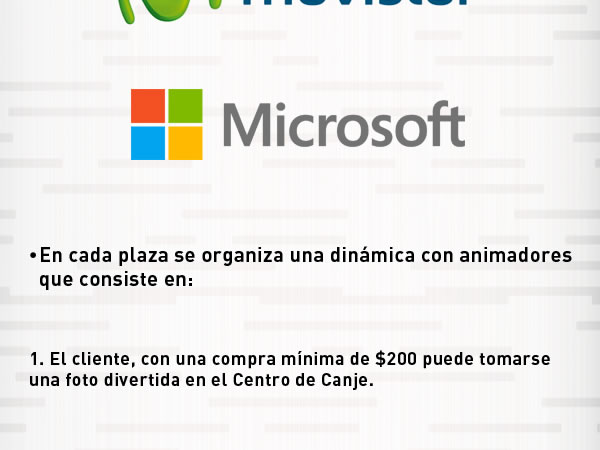 movistar
Microsoft
•En cada plaza se organiza una dinámica con animadores
que consiste en:
1. El cliente, con una compra mínima de $200 puede tomarse
una foto divertida en el Centro de Canje.